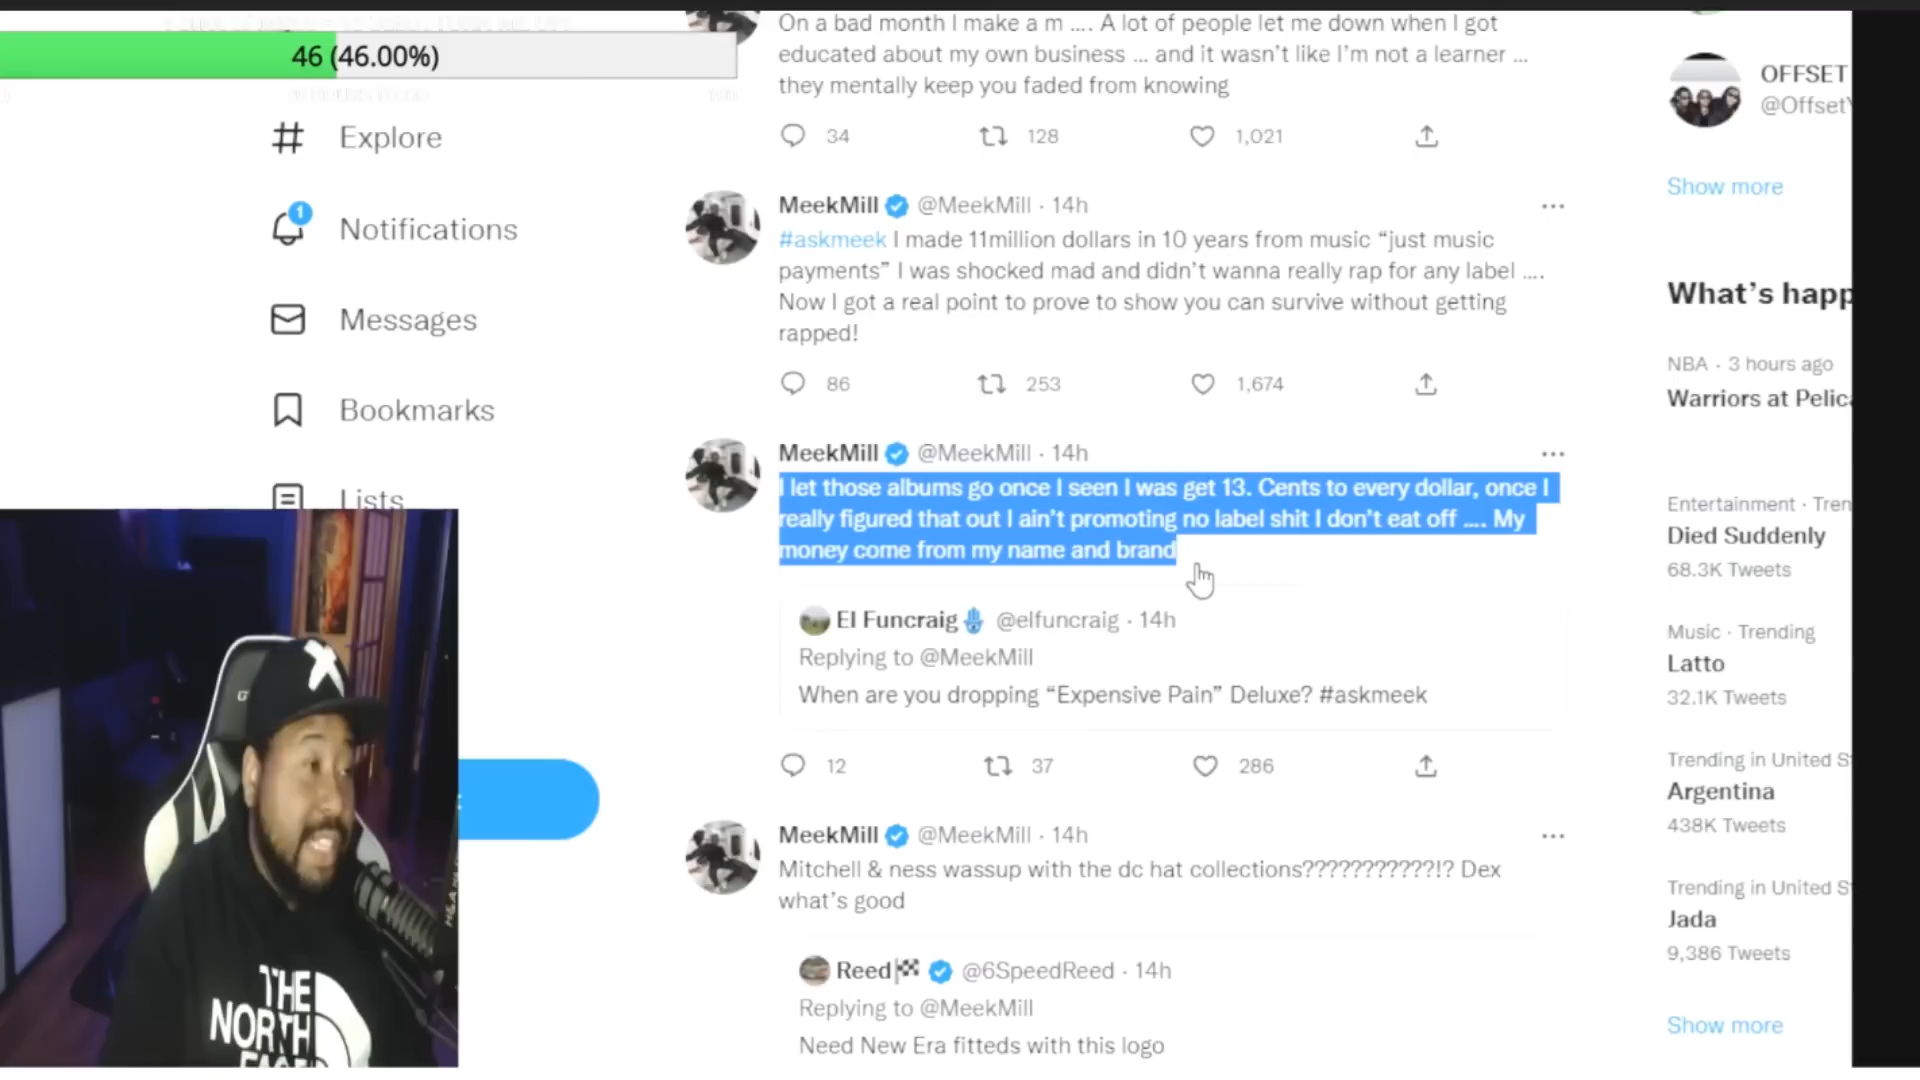 46 (46.00%)
Explore
1
Notifications
Messages
Bookmarks
Lists
On a bad month I make a m .... A lot of people let me down when I got
educated about my own business ... and it wasn't like I'm not a learner ...
they mentally keep you faded from knowing
34 128 1,021
MeekMill @MeekMill · 14h
#askmeek I made 11million dollars in 10 years from music “just music
payments” I was shocked mad and didn't wanna really rap for any label ....
Now I got a real point to prove to show you can survive without getting
rapped!
86 253 1,674
MeekMill @MeekMill · 14h
I let those albums go once I seen I was get 13. Cents to every dollar, once I
really figured that out I ain't promoting no label shit I don't eat off .... My
money come from my name and brand
El Funcraig @elfuncraig · 14h
Replying to @MeekMill
When are you dropping “Expensive Pain” Deluxe? #askmeek
12 37 286
MeekMill @MeekMill · 14h
Mitchell & ness wassup with the dc hat collections???????????!? Dex
what's good
Reed @6SpeedReed · 14h
Replying to @MeekMill
Need New Era fitteds with this logo
OFFSET
@Offset
Show more
What's happ
NBA · 3 hours ago
Warriors at Pelic
Entertainment · Tren
Died Suddenly
68.3K Tweets
Music · Trending
Latto
32.1K Tweets
Trending in United S
Argentina
438K Tweets
Trending in United S
Jada
9,386 Tweets
Show more
THE
NORTH
FACE